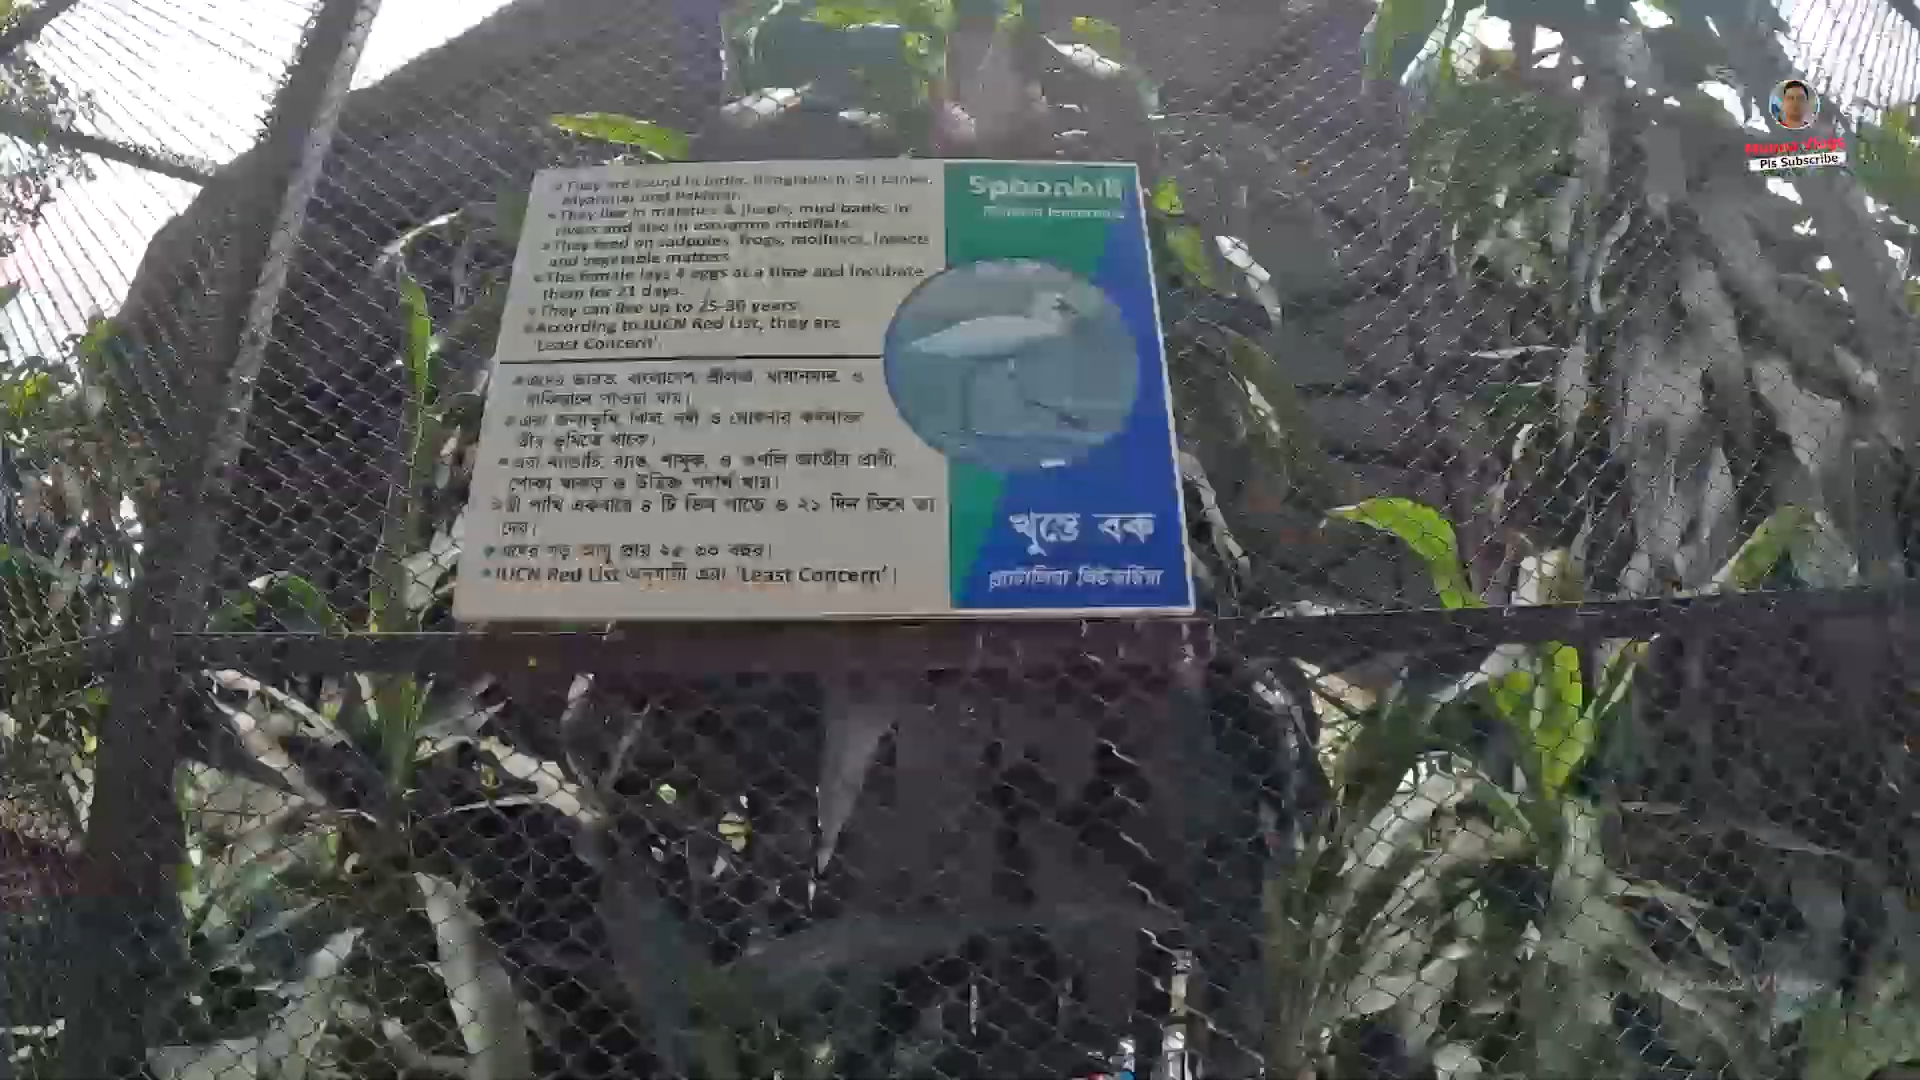 They are found in India, Bangladesh, Sri Lanka,
Myanmar and Pakistan.
They live in marshes & jheels, mud banks in
rivers and also in estuarine mudflats.
They feed on tadpoles, frogs, molluscs, insects
and vegetable matters.
The female lays 4 eggs at a time and incubate
them for 21 days.
They can live up to 25-30 years.
According to IUCN Red List, they are
'Least Concern'.
এদের ভারত, বাংলাদেশ, শ্রীলঙ্কা, মায়ানমার, ও
পাকিস্তানে পাওয়া যায়।
এরা জলাভূমি, ঝিল, নদী ও মোহনার কর্দমাক্ত
তীর ভূমিতে থাকে।
এরা ব্যাঙাচি, ব্যাঙ, শামুক, ও গুগলি জাতীয় প্রাণী,
পোকা মাকড় ও উদ্ভিজ্জ পদার্থ খায়।
স্ত্রী পাখি একবারে ৪ টি ডিম পাড়ে ও ২১ দিন ডিমে তা
দেয়।
এদের গড় আয়ু প্রায় ২৫-৩০ বছর।
IUCN Red List অনুযায়ী এরা 'Least Concern'।
Spoonbill
খুন্তে বক
Munna Vlogs
Pls Subscribe